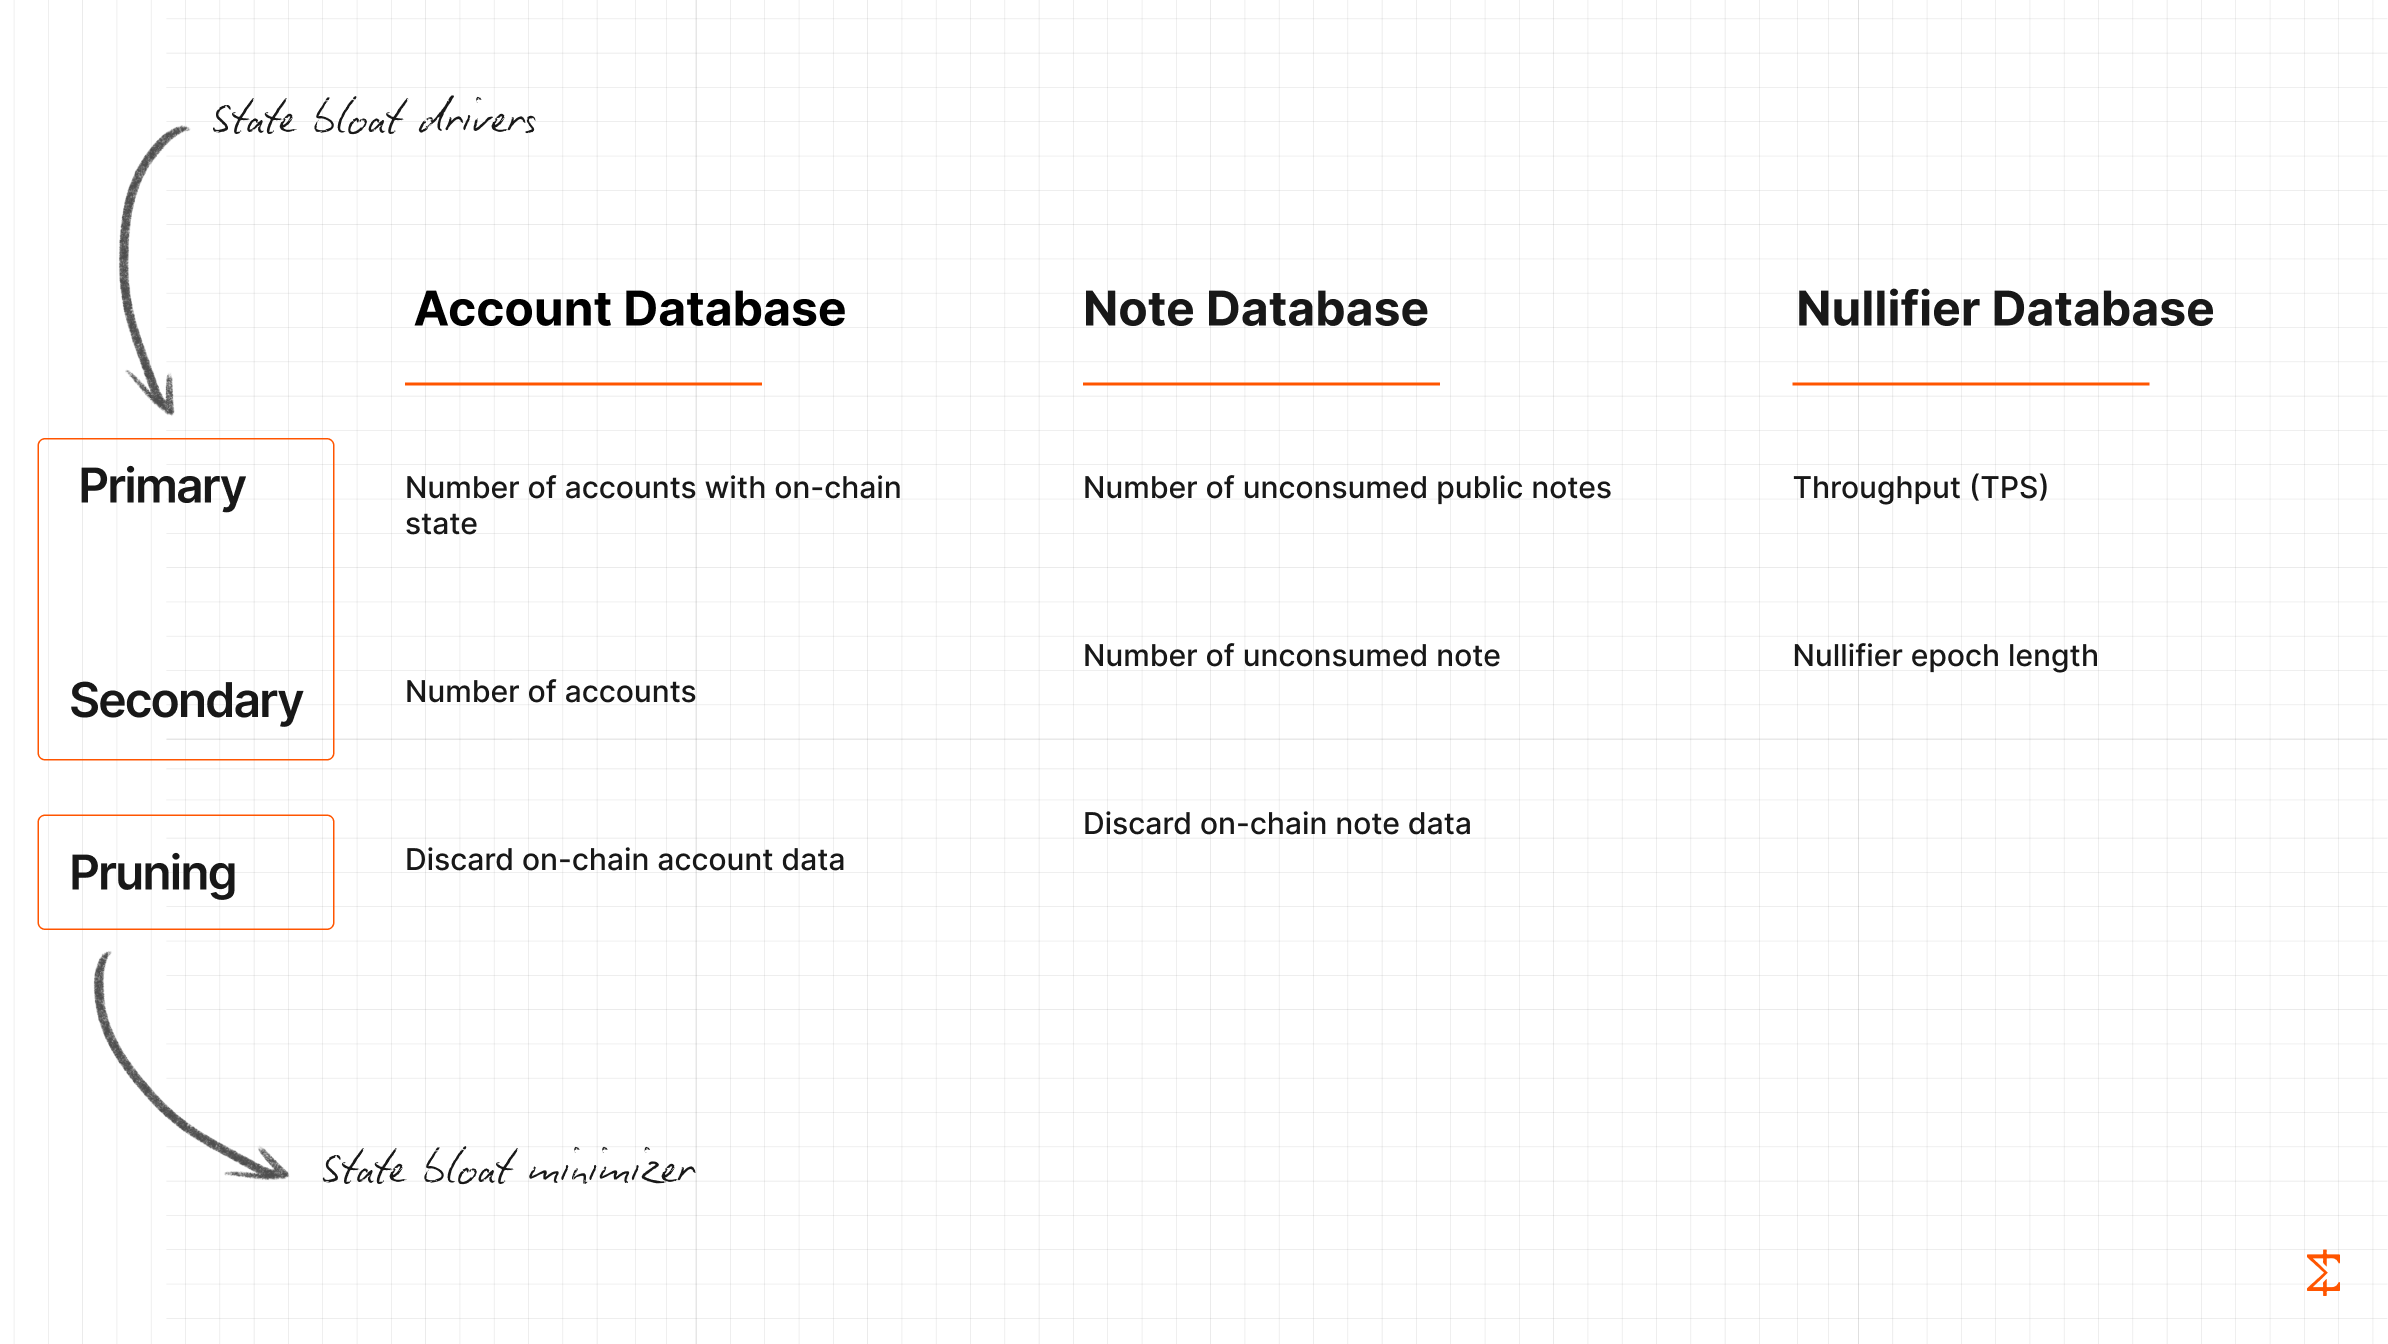 State bloat drivers
Account Database
Note Database
Nullifier Database
Primary
Number of accounts with on-chain
state
Number of unconsumed public notes
Throughput (TPS)
Secondary
Number of accounts
Number of unconsumed note
Nullifier epoch length
Pruning
Discard on-chain account data
Discard on-chain note data
State bloat minimizer